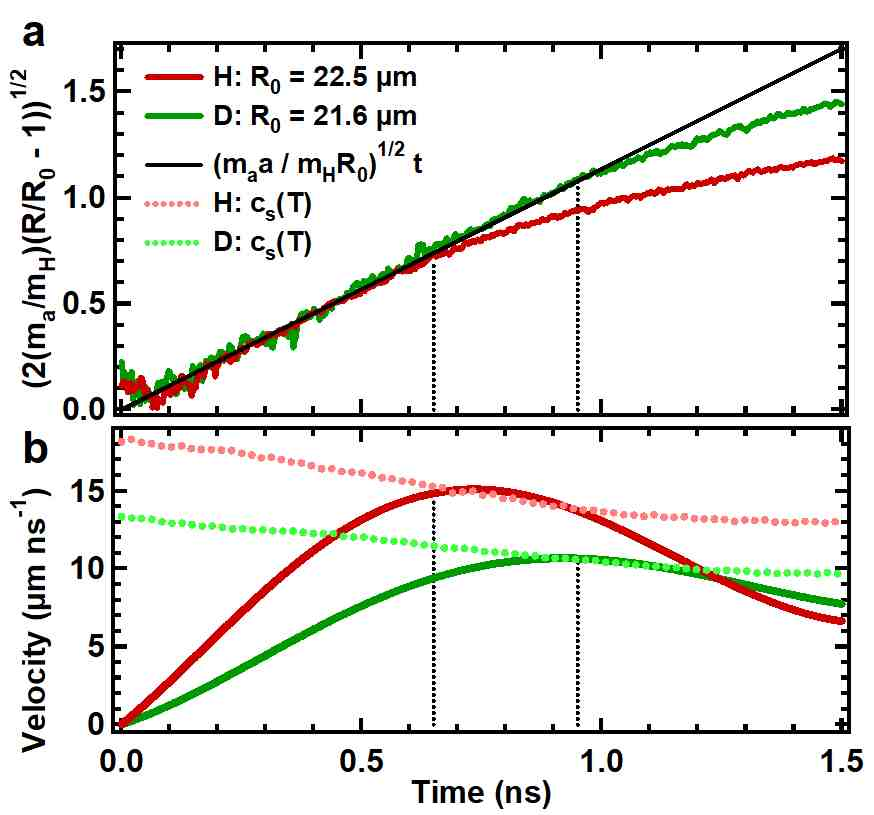 a
(2(mₐ/m_H)(R/R₀ - 1))^1/2
1.5
1.0
0.5
0.0
H: R₀ = 22.5 µm
D: R₀ = 21.6 µm
(mₐa / m_HR₀)^1/2 t
H: cₛ(T)
D: cₛ(T)
b
Velocity (µm ns⁻¹)
15
10
5
0
0.0 0.5 1.0 1.5
Time (ns)